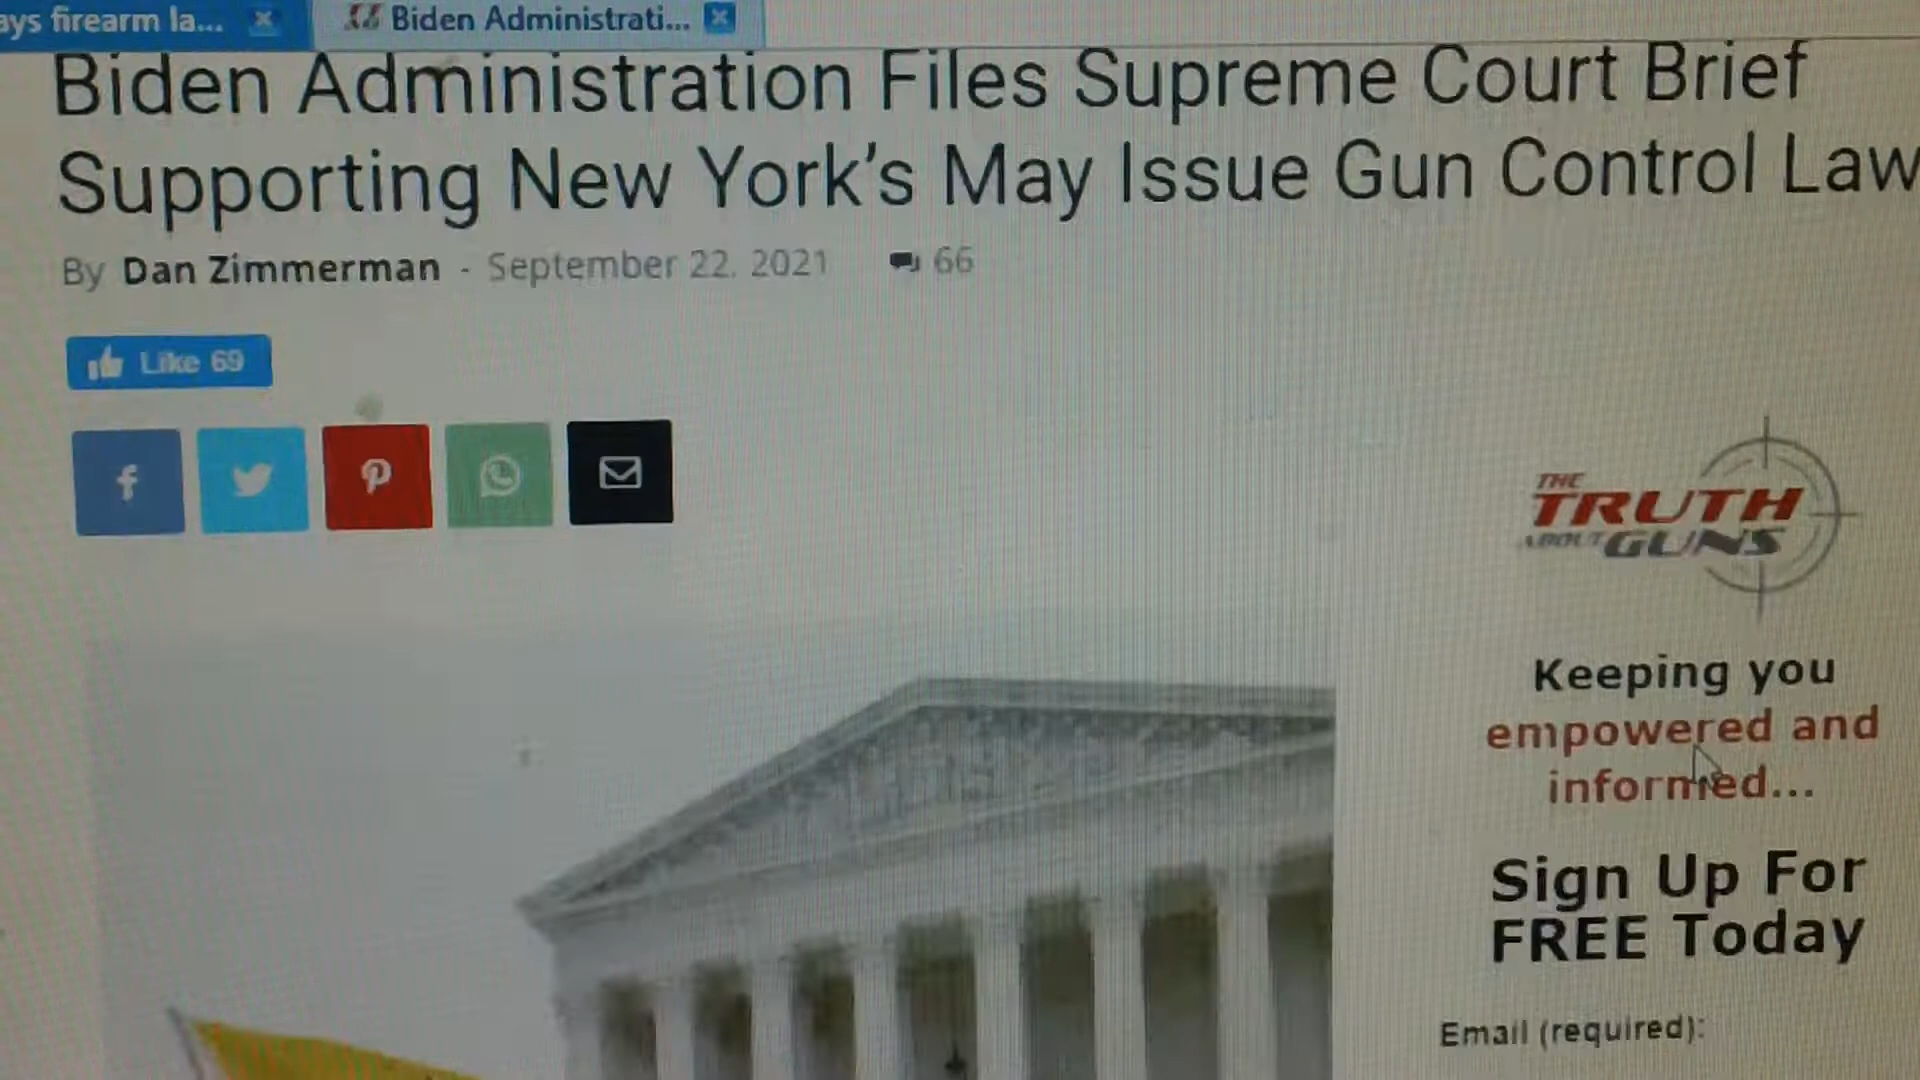 ays firearm la...
Biden Administrati...
Biden Administration Files Supreme Court Brief
Supporting New York's May Issue Gun Control Law
By Dan Zimmerman - September 22, 2021 66
Like 69
THE
TRUTH
ABOUT GUNS
Keeping you
empowered and
informed...
Sign Up For
FREE Today
Email (required):